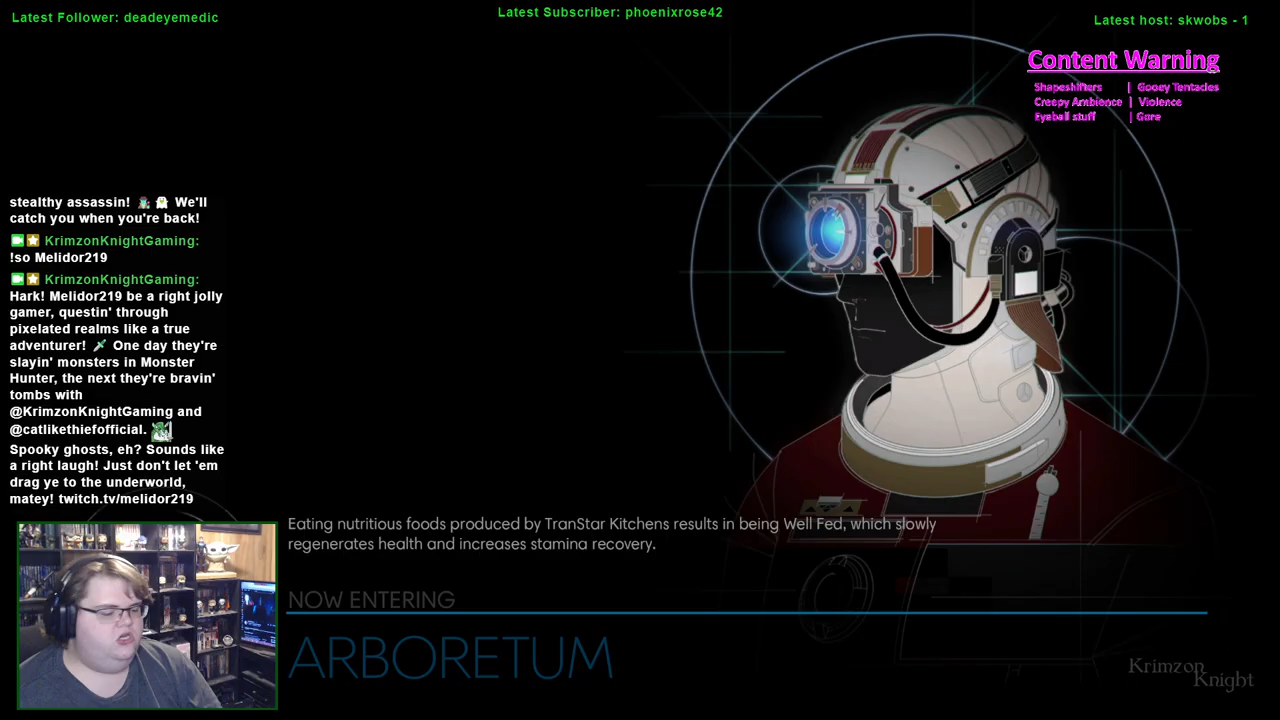 Latest Follower: deadeyemedic
Latest Subscriber: phoenixrose42
Latest host: skwobs - 1
Content Warning
Shapeshifters | Gooey Tentacles
Creepy Ambience | Violence
Eyeball stuff | Gore
stealthy assassin! We'll
catch you when you're back!
KrimzonKnightGaming:
!so Melidor219
KrimzonKnightGaming:
Hark! Melidor219 be a right jolly
gamer, questin' through
pixelated realms like a true
adventurer! One day they're
slayin' monsters in Monster
Hunter, the next they're bravin'
tombs with
@KrimzonKnightGaming and
@catlikethiefofficial.
Spooky ghosts, eh? Sounds like
a right laugh! Just don't let 'em
drag ye to the underworld,
matey! twitch.tv/melidor219
Eating nutritious foods produced by TranStar Kitchens results in being Well Fed, which slowly
regenerates health and increases stamina recovery.
NOW ENTERING
ARBORETUM
Krimzon
Knight